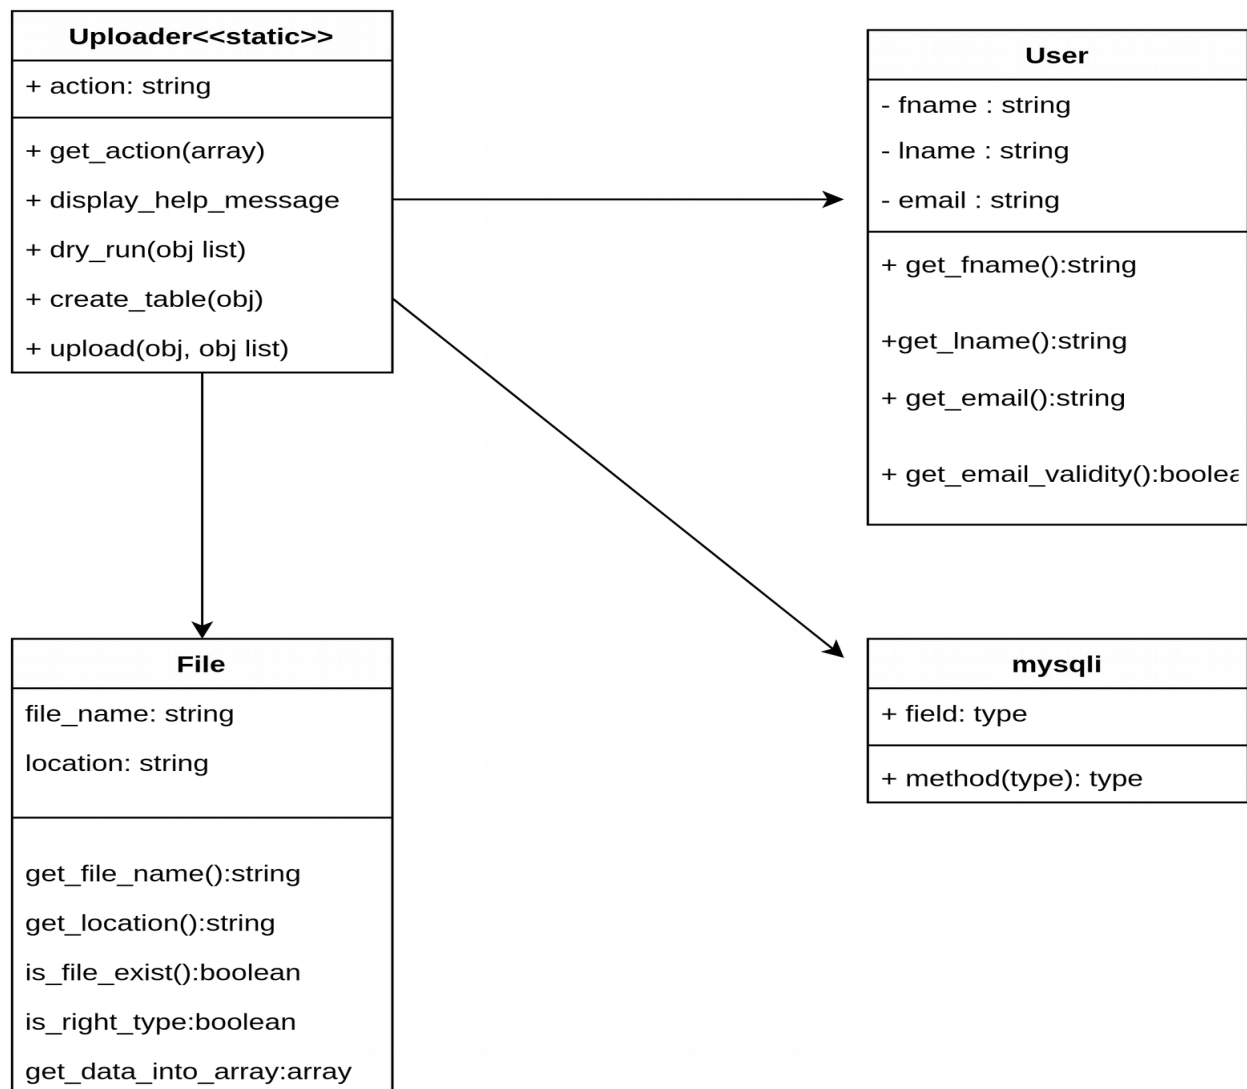 Uploader<<static>>
+ action: string
+ get_action(array)
+ display_help_message
+ dry_run(obj list)
+ create_table(obj)
+ upload(obj, obj list)
User
- fname : string
- lname : string
- email : string
+ get_fname():string
+get_lname():string
+ get_email():string
+ get_email_validity():boolea
File
file_name: string
location: string
get_file_name():string
get_location():string
is_file_exist():boolean
is_right_type:boolean
get_data_into_array:array
mysqli
+ field: type
+ method(type): type